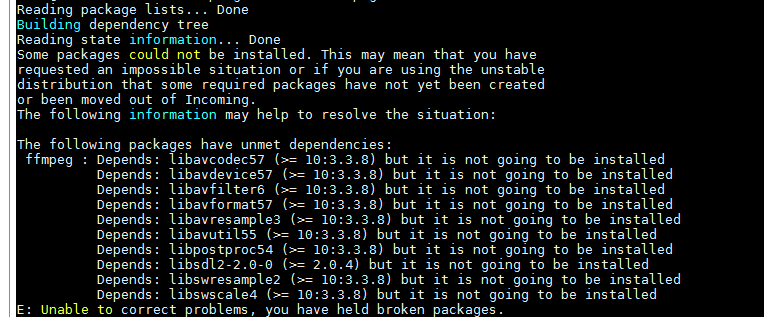 Reading package lists... Done
Building dependency tree
Reading state information... Done
Some packages could not be installed. This may mean that you have
requested an impossible situation or if you are using the unstable
distribution that some required packages have not yet been created
or been moved out of Incoming.
The following information may help to resolve the situation:
The following packages have unmet dependencies:
ffmpeg : Depends: libavcodec57 (>= 10:3.3.8) but it is not going to be installed
Depends: libavdevice57 (>= 10:3.3.8) but it is not going to be installed
Depends: libavfilter6 (>= 10:3.3.8) but it is not going to be installed
Depends: libavformat57 (>= 10:3.3.8) but it is not going to be installed
Depends: libavresample3 (>= 10:3.3.8) but it is not going to be installed
Depends: libavutil55 (>= 10:3.3.8) but it is not going to be installed
Depends: libpostproc54 (>= 10:3.3.8) but it is not going to be installed
Depends: libsdl2-2.0-0 (>= 2.0.4) but it is not going to be installed
Depends: libswresample2 (>= 10:3.3.8) but it is not going to be installed
Depends: libswscale4 (>= 10:3.3.8) but it is not going to be installed
E: Unable to correct problems, you have held broken packages.